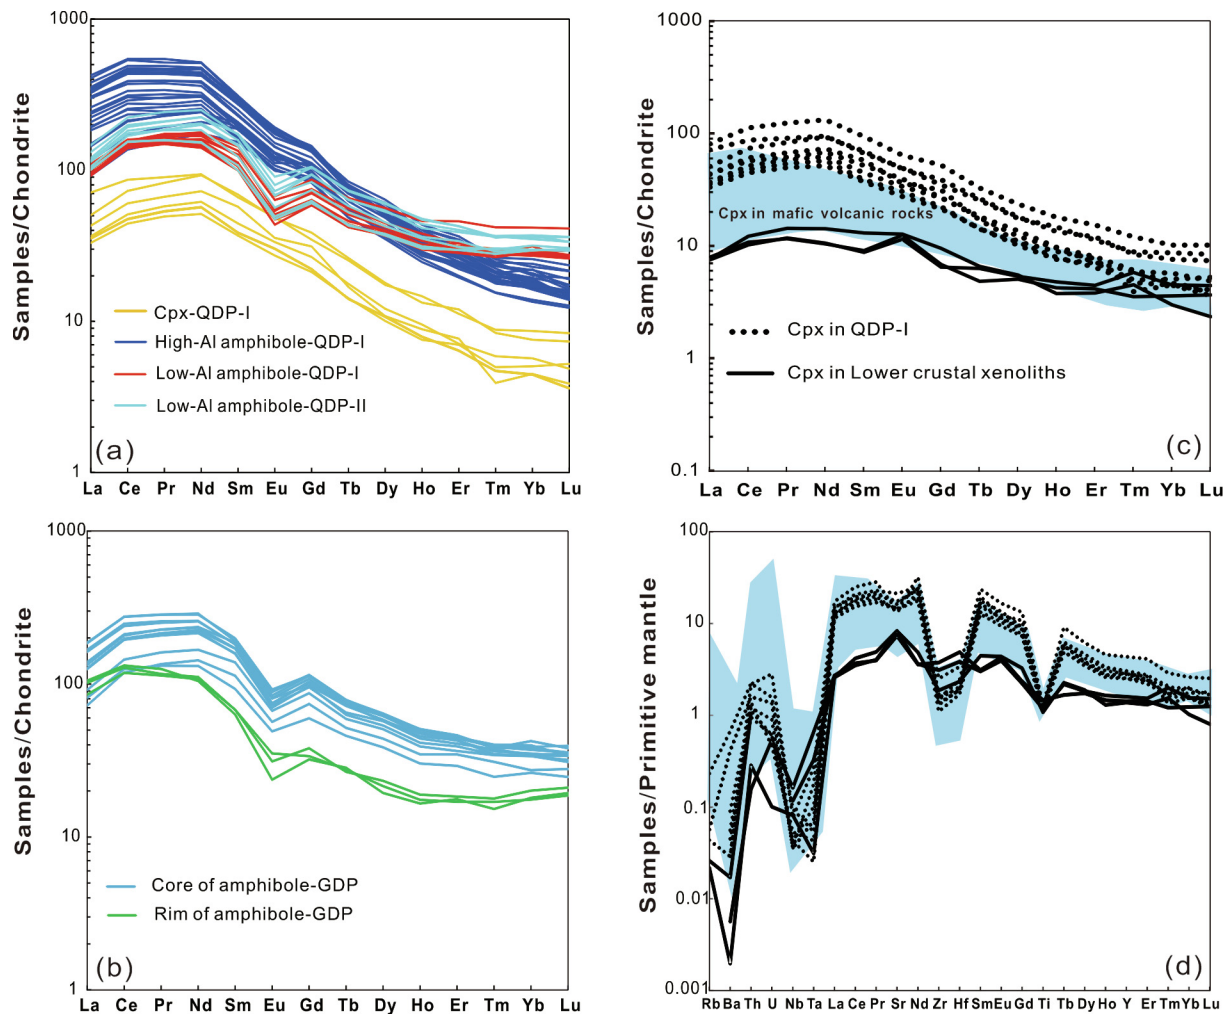 1000
100
10
1
Samples/Chondrite
Cpx-QDP-I
High-Al amphibole-QDP-I
Low-Al amphibole-QDP-I
Low-Al amphibole-QDP-II
(a)
La Ce Pr Nd Sm Eu Gd Tb Dy Ho Er Tm Yb Lu
1000
100
10
1
0.1
Samples/Chondrite
Cpx in mafic volcanic rocks
Cpx in QDP-I
Cpx in Lower crustal xenoliths
(c)
La Ce Pr Nd Sm Eu Gd Tb Dy Ho Er Tm Yb Lu
1000
100
10
1
Samples/Chondrite
Core of amphibole-GDP
Rim of amphibole-GDP
(b)
La Ce Pr Nd Sm Eu Gd Tb Dy Ho Er Tm Yb Lu
100
10
1
0.1
0.01
0.001
Samples/Primitive mantle
(d)
Rb Ba Th U Nb Ta La Ce Pr Sr Nd Zr Hf Sm Eu Gd Ti Tb Dy Ho Y Er Tm Yb Lu